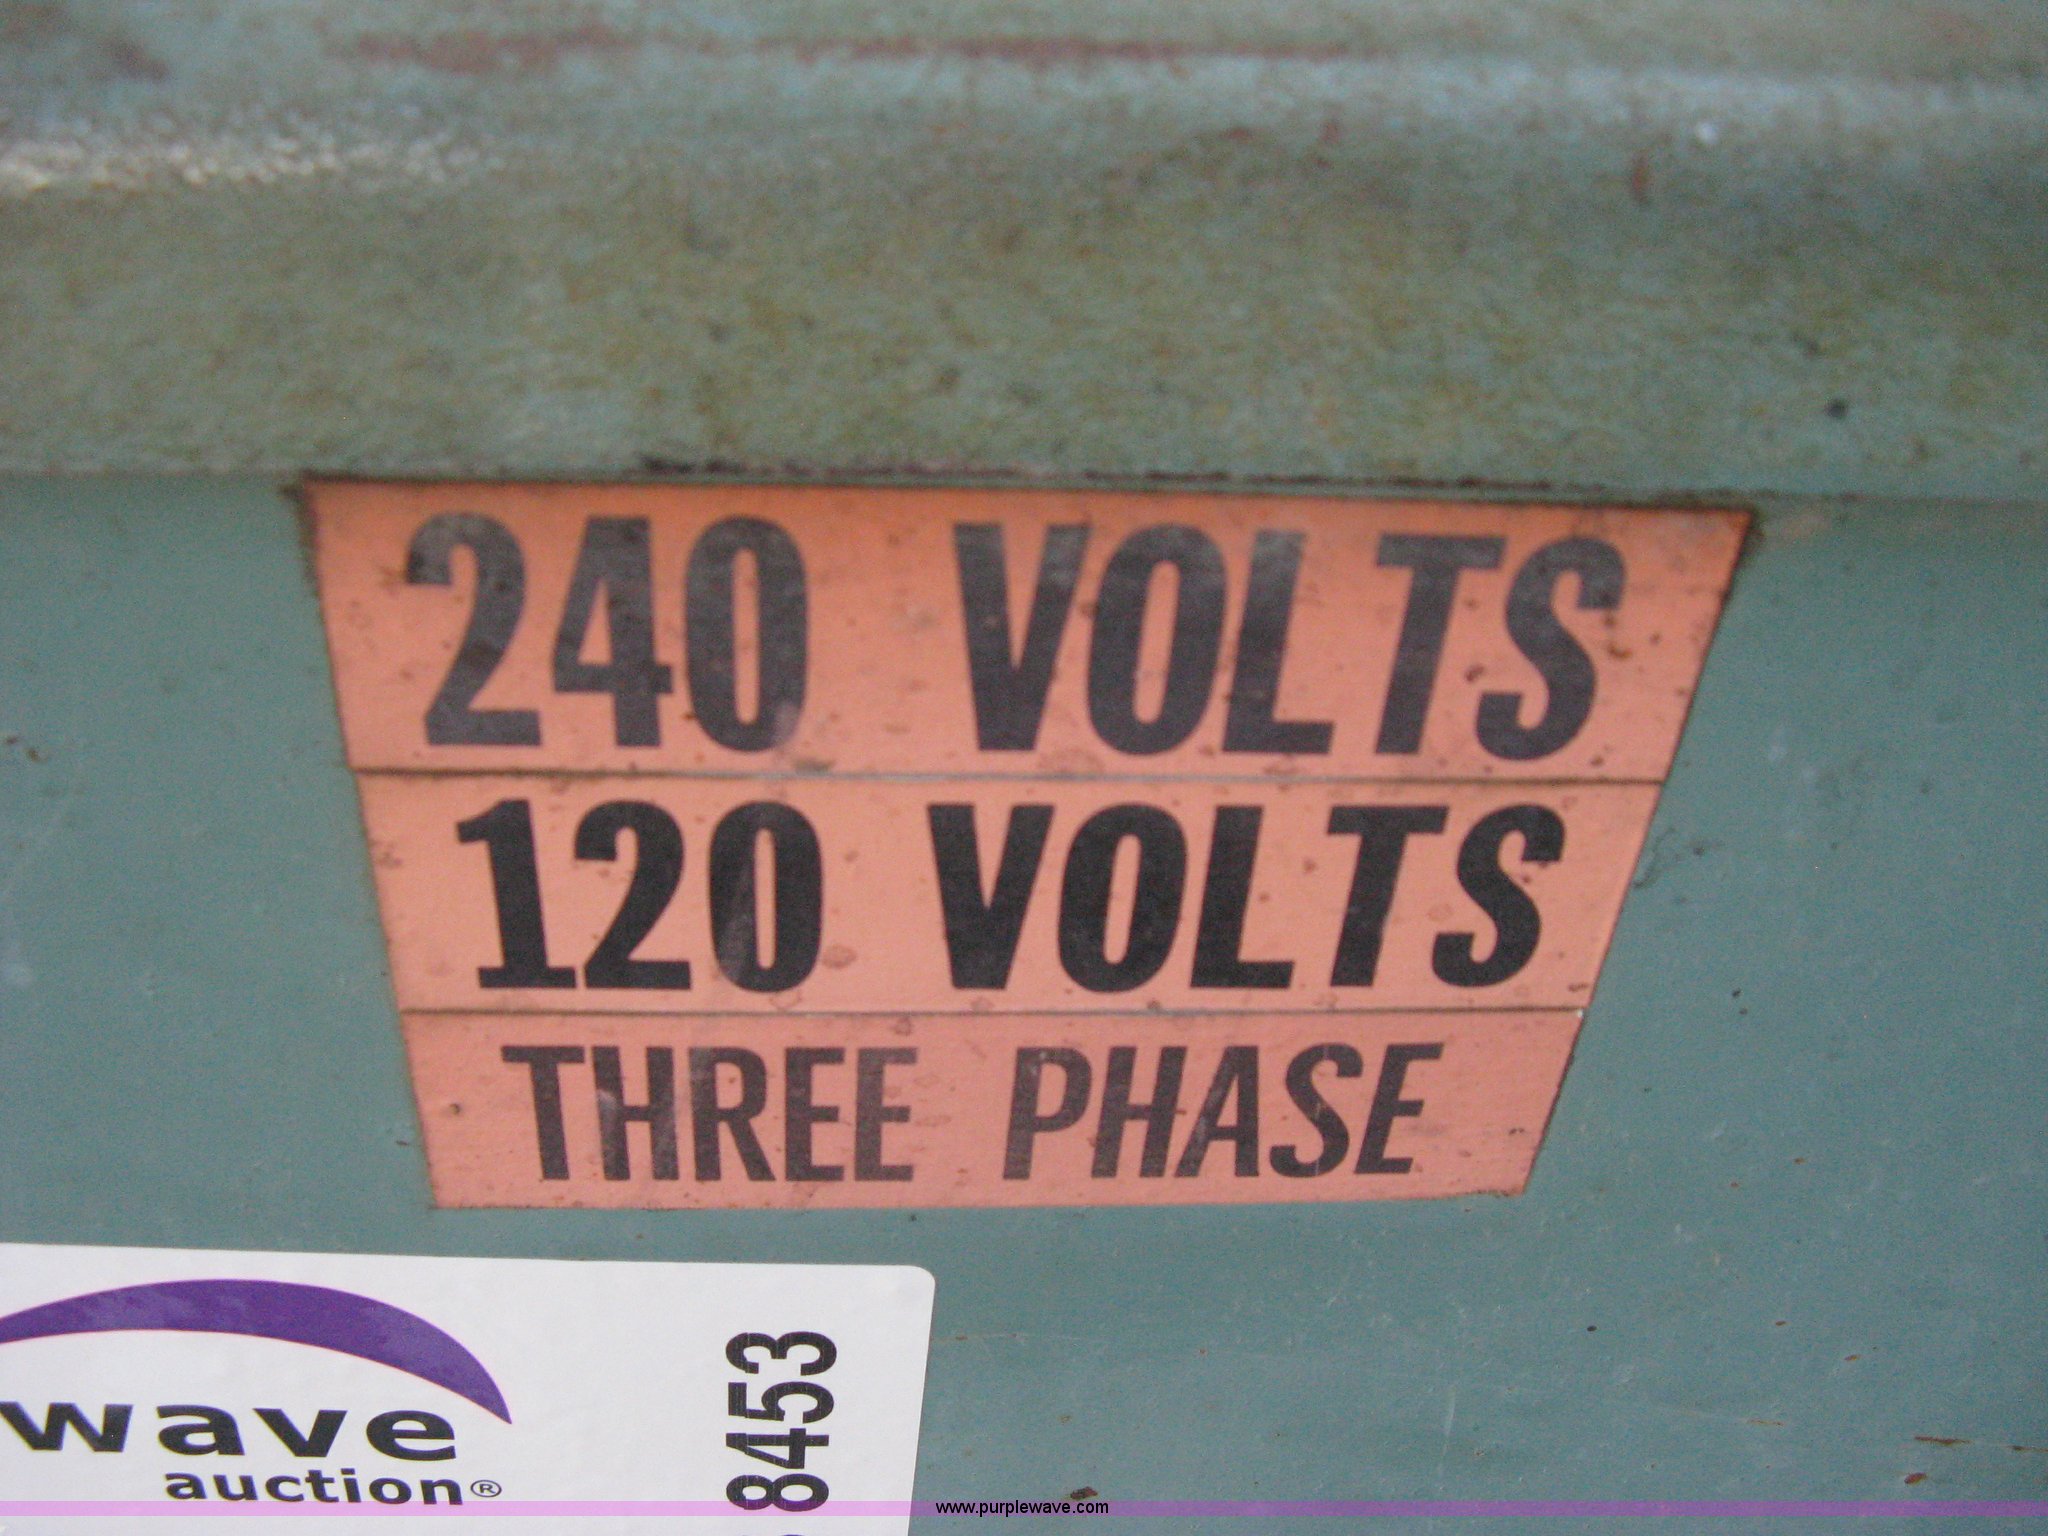 240 VOLTS
120 VOLTS
THREE PHASE
wave
auction®
8453
www.purplewave.com